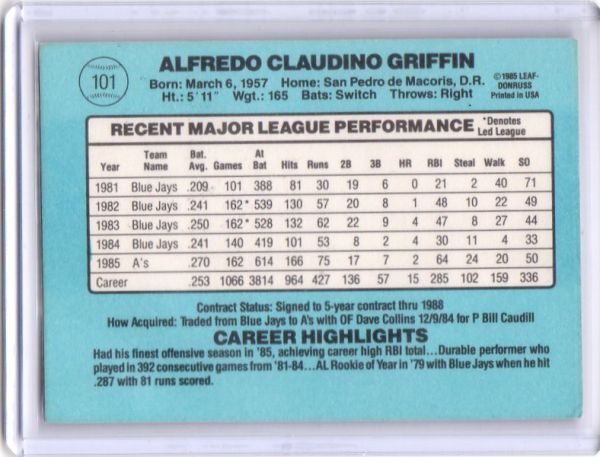 101
ALFREDO CLAUDINO GRIFFIN
Born: March 6, 1957 Home: San Pedro de Macoris, D.R.
Ht.: 5' 11" Wgt.: 165 Bats: Switch Throws: Right
©1985 LEAF-
DONRUSS
Printed in USA
RECENT MAJOR LEAGUE PERFORMANCE
*Denotes
Led League
Year Team Name Bat. Avg. Games At Bat Hits Runs 2B 3B HR RBI Steal Walk SO
1981 Blue Jays .209 101 388 81 30 19 6 0 21 2 40 71
1982 Blue Jays .241 162* 539 130 57 20 8 1 48 10 22 49
1983 Blue Jays .250 162* 528 132 62 22 9 4 47 8 27 44
1984 Blue Jays .241 140 419 101 53 8 2 4 30 11 4 33
1985 A's .270 162 614 166 75 17 7 2 64 24 20 50
Career .253 1066 3814 964 427 136 57 15 285 102 159 336
Contract Status: Signed to 5-year contract thru 1988
How Acquired: Traded from Blue Jays to A's with OF Dave Collins 12/9/84 for P Bill Caudill
CAREER HIGHLIGHTS
Had his finest offensive season in '85, achieving career high RBI total...Durable performer who
played in 392 consecutive games from '81-84...AL Rookie of Year in '79 with Blue Jays when he hit
.287 with 81 runs scored.